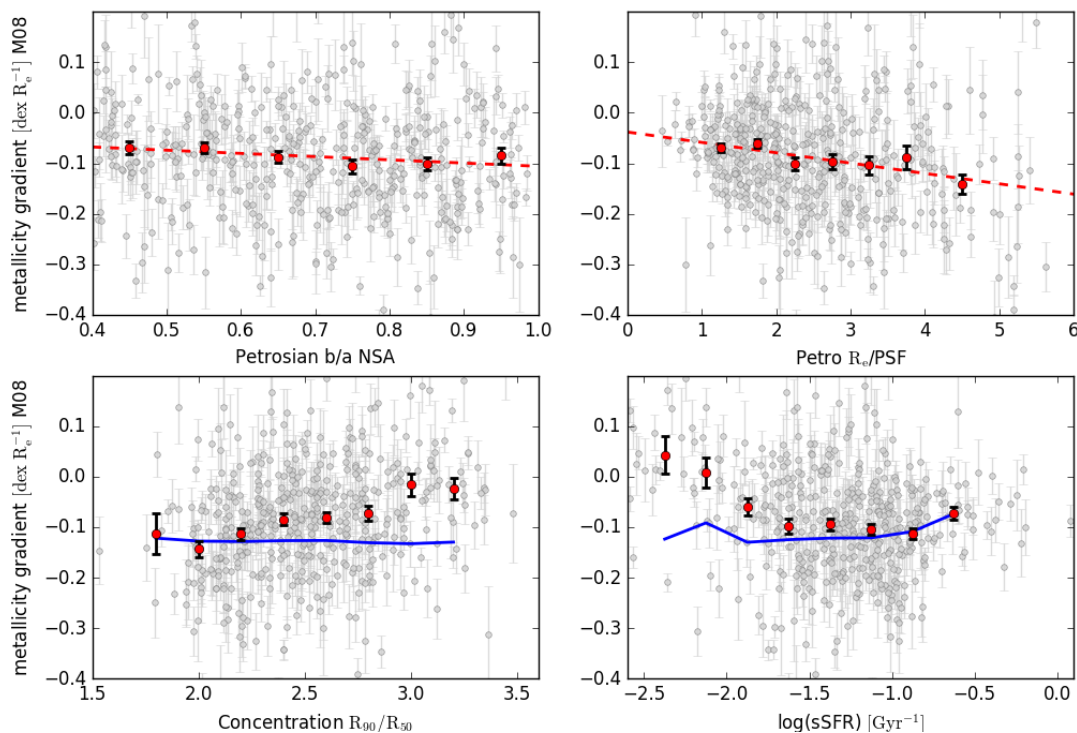 metallicity gradient [dex Rₑ⁻¹] M08
0.1
0.0
−0.1
−0.2
−0.3
−0.4
0.4 0.5 0.6 0.7 0.8 0.9 1.0
Petrosian b/a NSA
0.1
0.0
−0.1
−0.2
−0.3
−0.4
0 1 2 3 4 5 6
Petro Rₑ/PSF
metallicity gradient [dex Rₑ⁻¹] M08
0.1
0.0
−0.1
−0.2
−0.3
−0.4
1.5 2.0 2.5 3.0 3.5
Concentration R₉₀/R₅₀
0.1
0.0
−0.1
−0.2
−0.3
−0.4
−2.5 −2.0 −1.5 −1.0 −0.5 0.0
log(sSFR) [Gyr⁻¹]